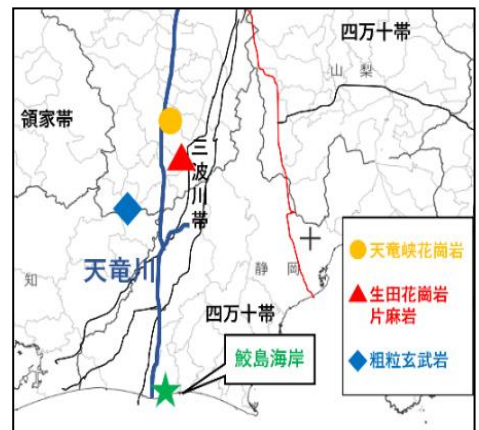 四万十帯
山梨
領家帯
三波川帯
天竜川
知
静岡
四万十帯
鮫島海岸
天竜峡花崗岩
生田花崗岩
片麻岩
粗粒玄武岩